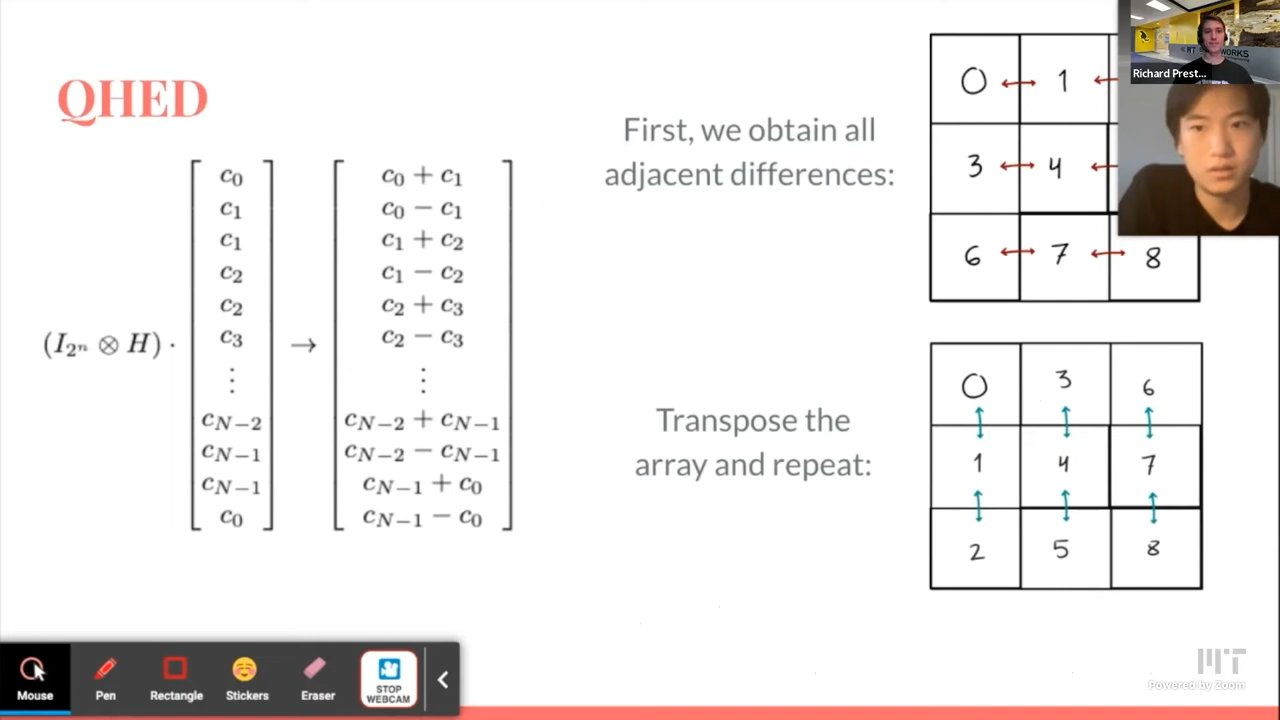 QHED
(I_{2^n} ⊗ H) ·
c_0
c_1
c_1
c_2
c_2
c_3
⋮
c_{N-2}
c_{N-1}
c_{N-1}
c_0
→
c_0 + c_1
c_0 − c_1
c_1 + c_2
c_1 − c_2
c_2 + c_3
c_2 − c_3
⋮
c_{N-2} + c_{N-1}
c_{N-2} − c_{N-1}
c_{N-1} + c_0
c_{N-1} − c_0
First, we obtain all
adjacent differences:
0 ↔ 1
3 ↔ 4
6 ↔ 7 ↔ 8
Transpose the
array and repeat:
0 3 6
1 4 7
2 5 8
Richard Prest...
Mouse
Pen
Rectangle
Stickers
Eraser
STOP
WEBCAM
MIT
Powered by Zoom